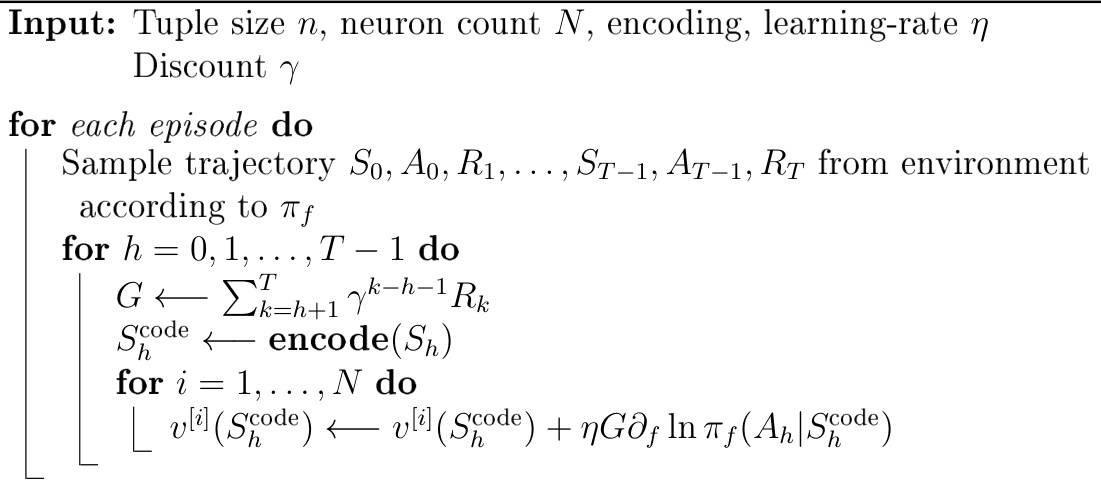 Input: Tuple size n, neuron count N, encoding, learning-rate η
Discount γ
for each episode do
Sample trajectory S_0, A_0, R_1, . . . , S_{T−1}, A_{T−1}, R_T from environment
according to π_f
for h = 0, 1, . . . , T − 1 do
G ⟵ ∑_{k=h+1}^{T} γ^{k−h−1} R_k
S_h^{code} ⟵ encode(S_h)
for i = 1, . . . , N do
v^{[i]}(S_h^{code}) ⟵ v^{[i]}(S_h^{code}) + ηG∂_f ln π_f(A_h|S_h^{code})